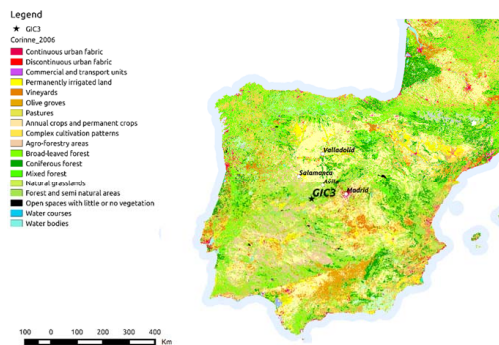 Legend
GIC3
Corinne_2006
Continuous urban fabric
Discontinuous urban fabric
Commercial and transport units
Permanently irrigated land
Vineyards
Olive groves
Pastures
Annual crops and permanent crops
Complex cultivation patterns
Agro-forestry areas
Broad-leaved forest
Coniferous forest
Mixed forest
Natural grasslands
Forest and semi natural areas
Open spaces with little or no vegetation
Water courses
Water bodies
Valladolid
Salamanca
GIC3
Madrid
100 0 100 200 300 400
Km